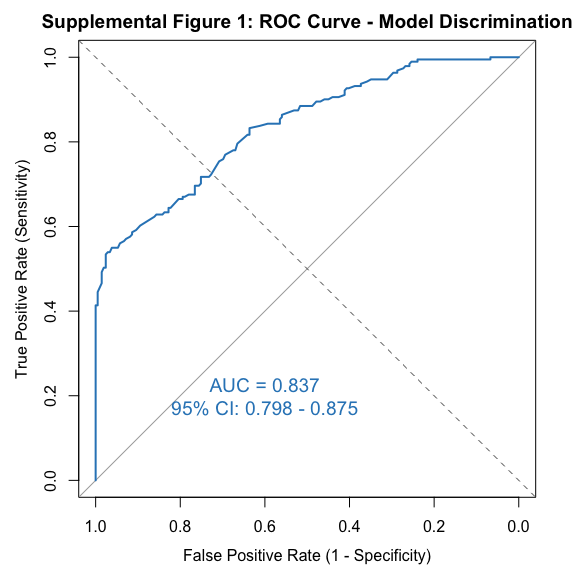 Supplemental Figure 1: ROC Curve - Model Discrimination
True Positive Rate (Sensitivity)
1.0
0.8
0.6
0.4
0.2
0.0
AUC = 0.837
95% CI: 0.798 - 0.875
1.0 0.8 0.6 0.4 0.2 0.0
False Positive Rate (1 - Specificity)